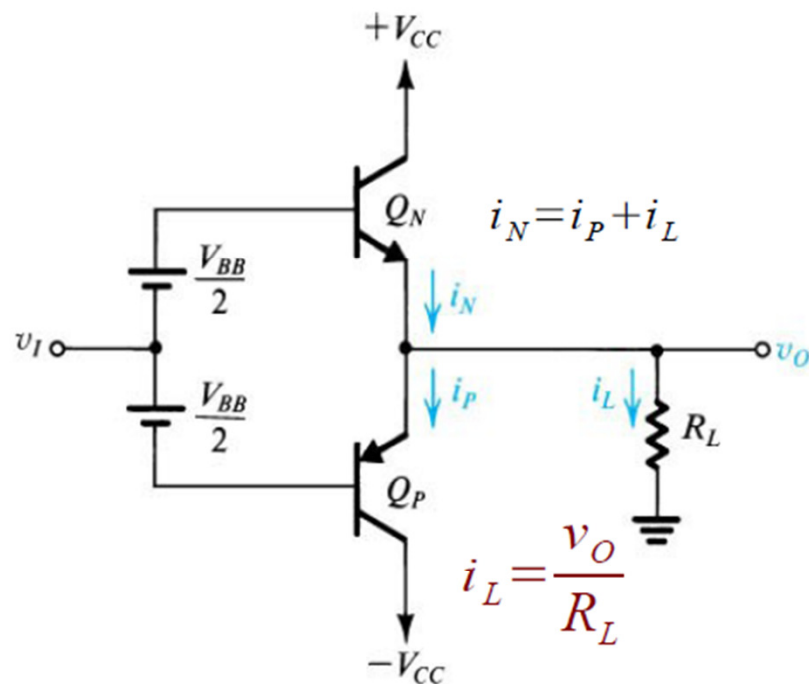 +V_CC
Q_N
i_N=i_P+i_L
V_BB
2
i_N
v_I
v_O
V_BB
2
i_P
i_L
R_L
Q_P
i_L=v_O/R_L
−V_CC